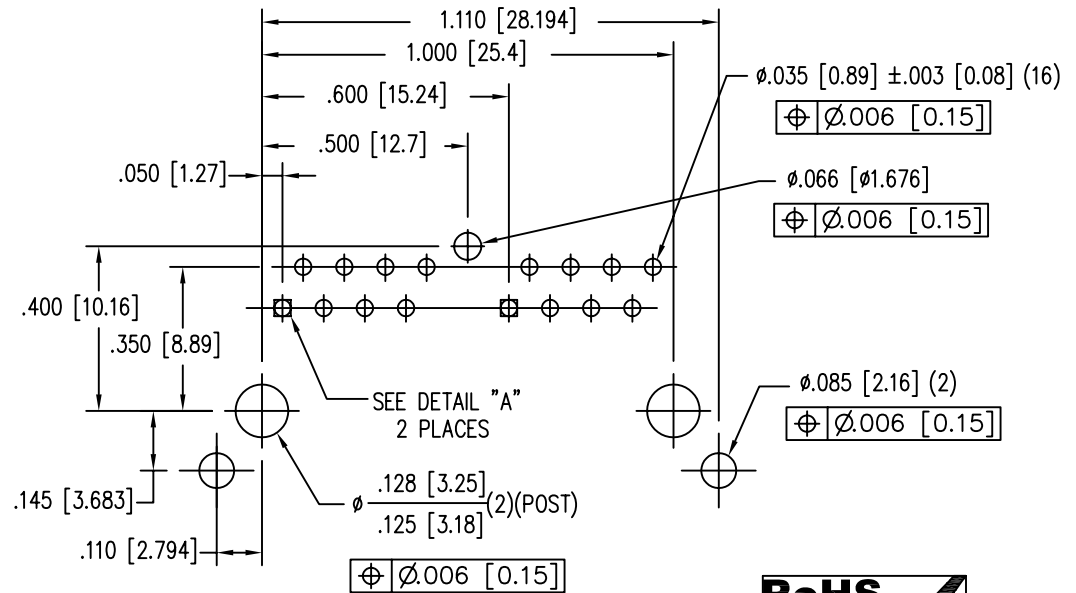 1.110 [28.194]
1.000 [25.4]
.600 [15.24]
ø.035 [0.89] ±.003 [0.08] (16)
⌖ Ø.006 [0.15]
.500 [12.7]
.050 [1.27]
ø.066 [ø1.676]
⌖ Ø.006 [0.15]
.400 [10.16]
.350 [8.89]
SEE DETAIL "A"
2 PLACES
ø.085 [2.16] (2)
⌖ Ø.006 [0.15]
.145 [3.683]
ø .128 [3.25]
.125 [3.18] (2)(POST)
.110 [2.794]
⌖ Ø.006 [0.15]
RoHS